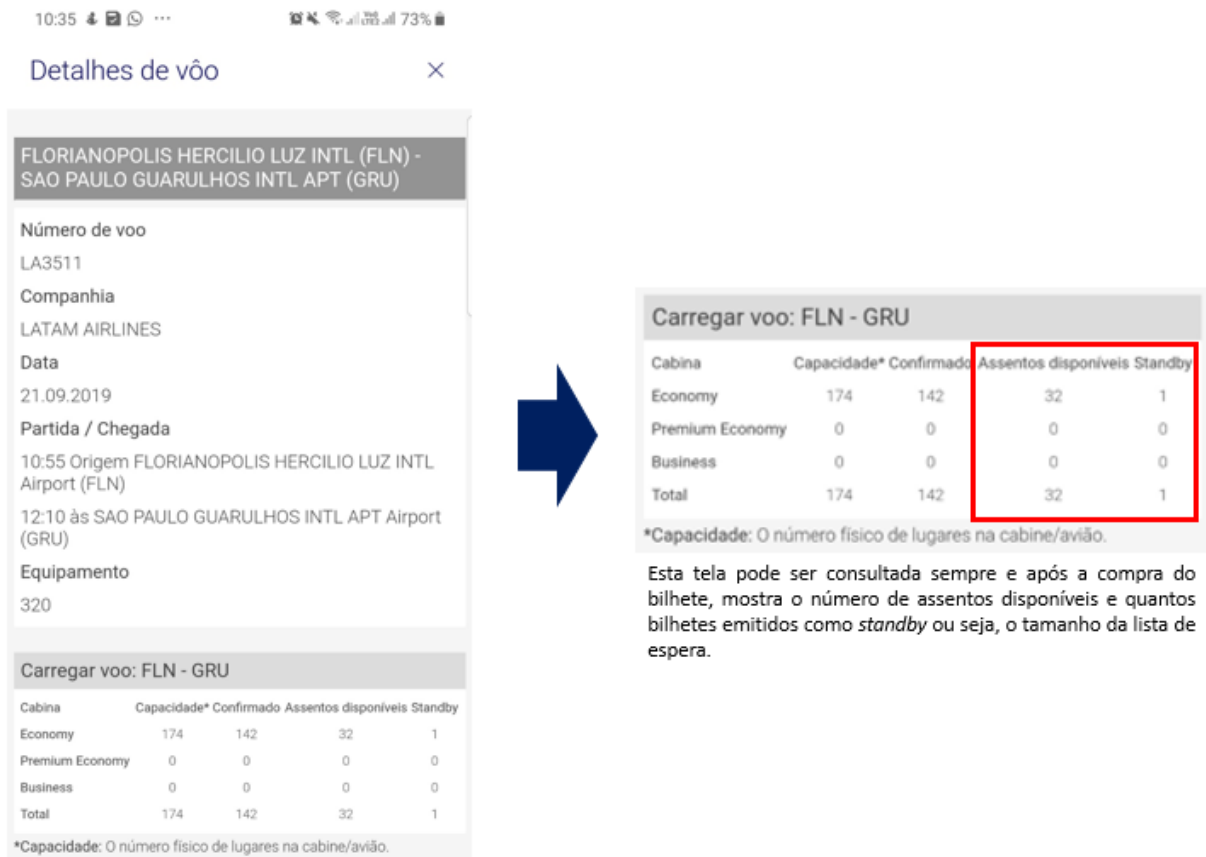 10:35 ... 73%
Detalhes de vôo
FLORIANOPOLIS HERCILIO LUZ INTL (FLN) -
SAO PAULO GUARULHOS INTL APT (GRU)
Número de voo
LA3511
Companhia
LATAM AIRLINES
Data
21.09.2019
Partida / Chegada
10:55 Origem FLORIANOPOLIS HERCILIO LUZ INTL
Airport (FLN)
12:10 às SAO PAULO GUARULHOS INTL APT Airport
(GRU)
Equipamento
320
Carregar voo: FLN - GRU
Cabina Capacidade* Confirmado Assentos disponíveis Standby
Economy 174 142 32 1
Premium Economy 0 0 0 0
Business 0 0 0 0
Total 174 142 32 1
*Capacidade: O número físico de lugares na cabine/avião.
Carregar voo: FLN - GRU
Cabina Capacidade* Confirmado Assentos disponíveis Standby
Economy 174 142 32 1
Premium Economy 0 0 0 0
Business 0 0 0 0
Total 174 142 32 1
*Capacidade: O número físico de lugares na cabine/avião.
Esta tela pode ser consultada sempre e após a compra do
bilhete, mostra o número de assentos disponíveis e quantos
bilhetes emitidos como standby ou seja, o tamanho da lista de
espera.